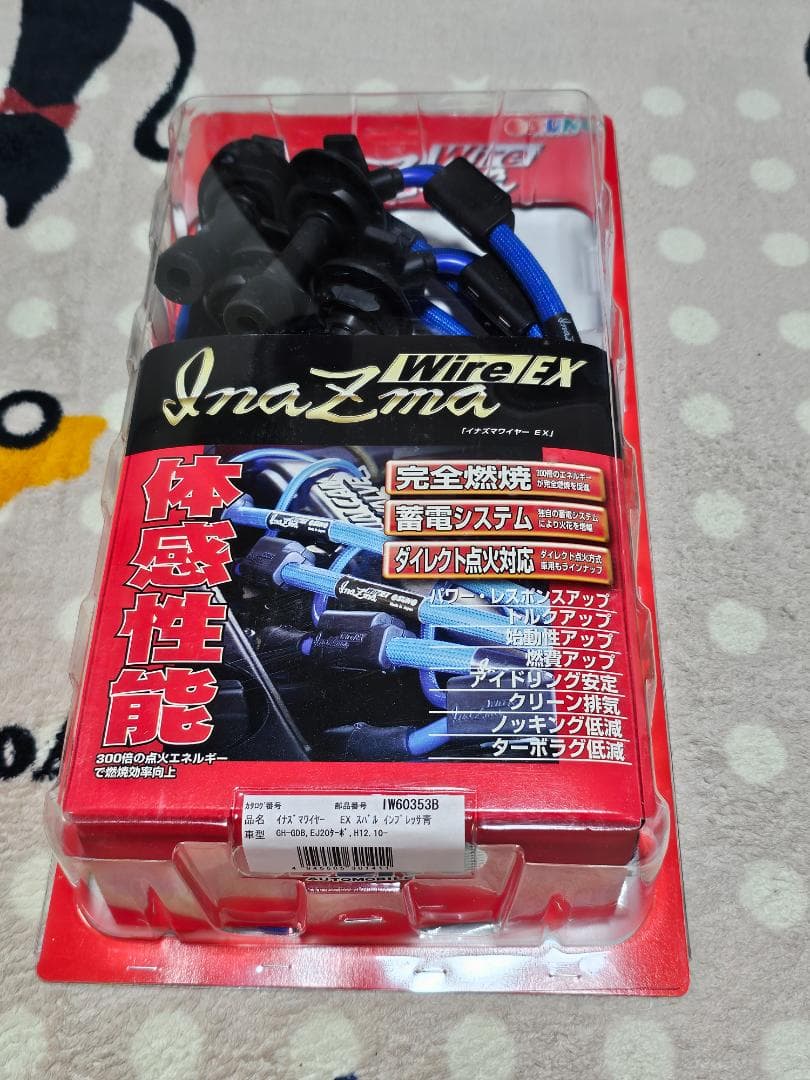 Wire
InaZma
Wire EX
「イナズマワイヤー EX」
体感性能
300倍の点火エネルギー
で燃焼効率向上
完全燃焼
300倍のエネルギー
が完全燃焼を促進
蓄電システム
独自の蓄電システム
により火花を増幅
ダイレクト点火対応
ダイレクト点火方式
車用もラインナップ
パワー・レスポンスアップ
トルクアップ
始動性アップ
燃費アップ
アイドリング安定
クリーン排気
ノッキング低減
ターボラグ低減
カタログ番号 部品番号 IW60353B
品名 イナズマワイヤー EX スバル インプレッサ青
車型 GH-GDB,EJ20ターボ,H12.10-